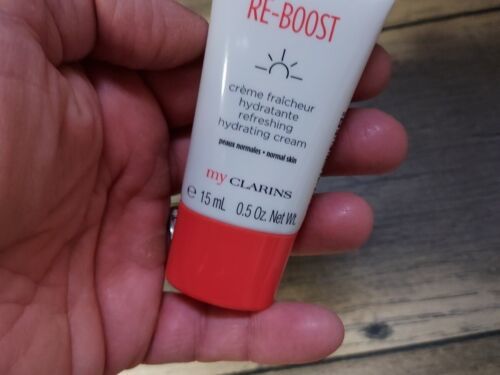 RE-BOOST
crème fraîcheur
hydratante
refreshing
hydrating cream
peaux normales • normal skin
my CLARINS
℮ 15 mL 0.5 Oz. Net Wt.